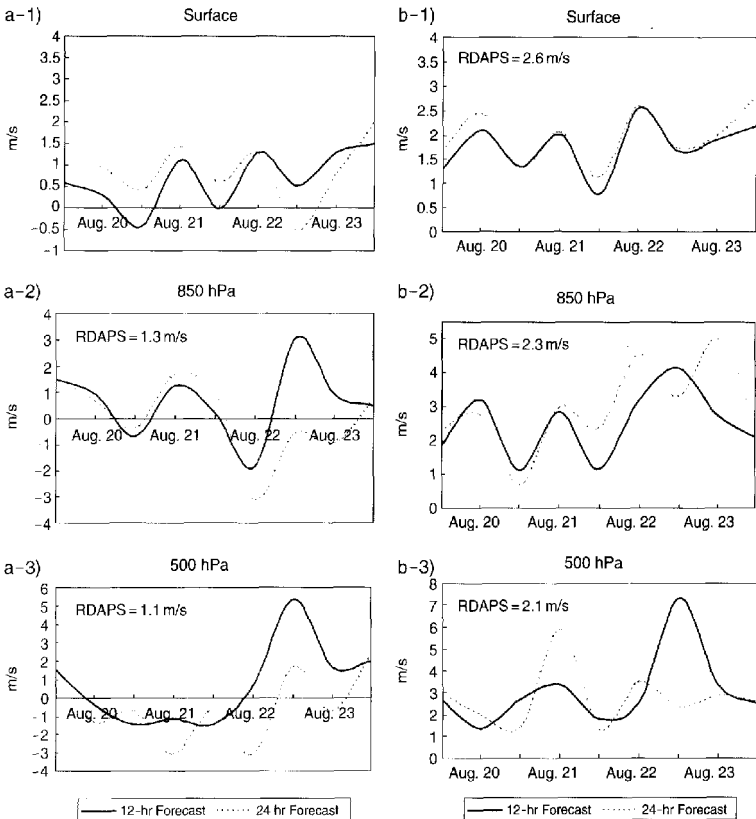 a-1)
Surface
4
3.5
3
2.5
2
1.5
1
0.5
0
-0.5
-1
m/s
Aug. 20
Aug. 21
Aug. 22
Aug. 23
b-1)
Surface
RDAPS = 2.6 m/s
4
3.5
3
2.5
2
1.5
1
0.5
0
m/s
Aug. 20
Aug. 21
Aug. 22
Aug. 23
a-2)
850 hPa
RDAPS = 1.3 m/s
4
3
2
1
0
-1
-2
-3
-4
m/s
Aug. 20
Aug. 21
Aug. 22
Aug. 23
b-2)
850 hPa
RDAPS = 2.3 m/s
5
4
3
2
1
0
m/s
Aug. 20
Aug. 21
Aug. 22
Aug. 23
a-3)
500 hPa
RDAPS = 1.1 m/s
6
5
4
3
2
1
0
-1
-2
-3
-4
m/s
Aug. 20
Aug. 21
Aug. 22
Aug. 23
12-hr Forecast
24-hr Forecast
b-3)
500 hPa
RDAPS = 2.1 m/s
8
7
6
5
4
3
2
1
0
m/s
Aug. 20
Aug. 21
Aug. 22
Aug. 23
12-hr Forecast
24-hr Forecast